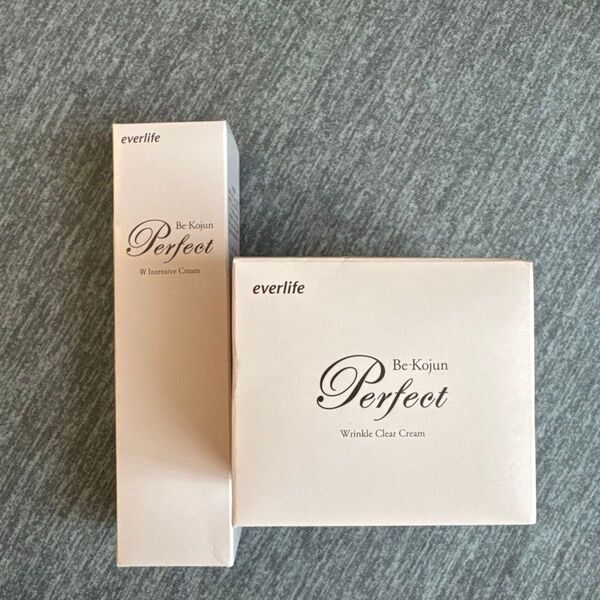 everlife
Be-Kojun
Perfect
W Intensive Cream
everlife
Be-Kojun
Perfect
Wrinkle Clear Cream